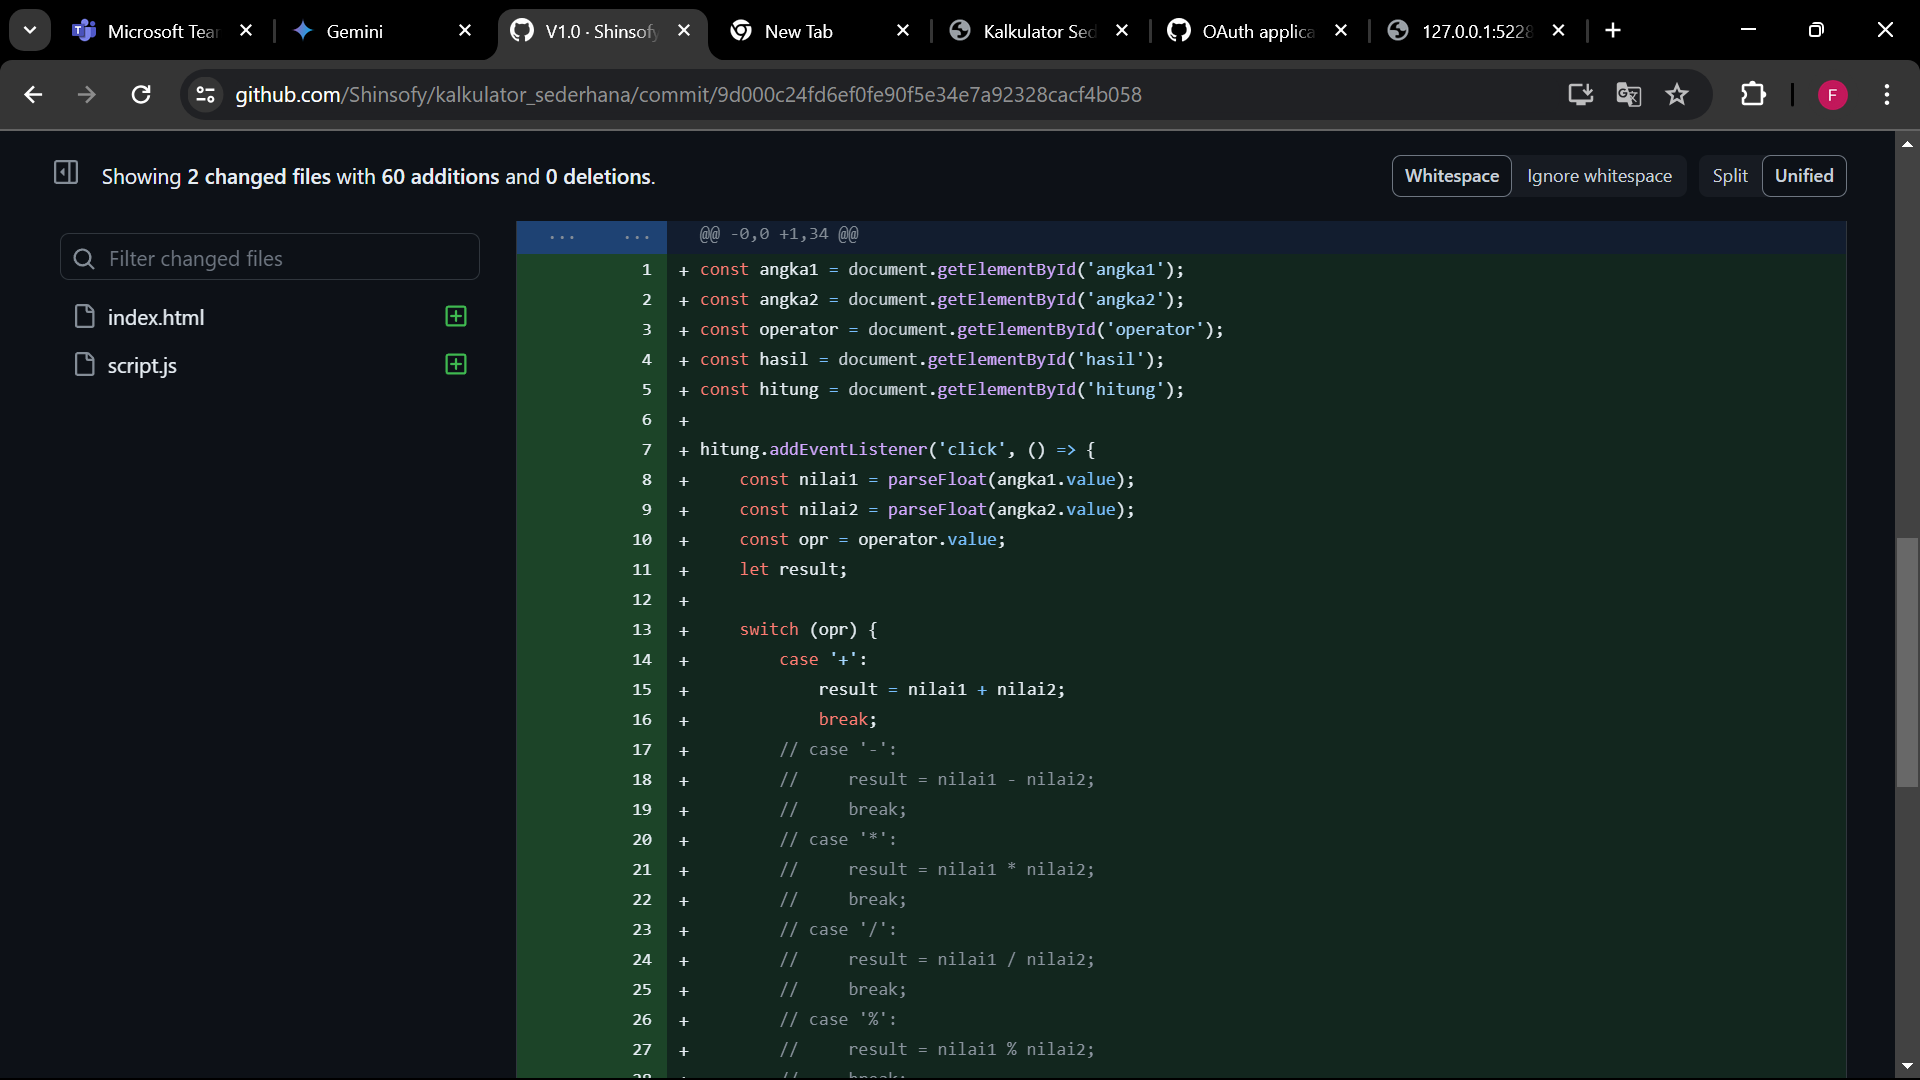 Microsoft Tear
Gemini
V1.0 · Shinsofy
New Tab
Kalkulator Sed
OAuth applica
127.0.0.1:5228
github.com/Shinsofy/kalkulator_sederhana/commit/9d000c24fd6ef0fe90f5e34e7a92328cacf4b058
F
Showing 2 changed files with 60 additions and 0 deletions.
Whitespace
Ignore whitespace
Split
Unified
Filter changed files
index.html
script.js
... ... @@ -0,0 +1,34 @@
1 + const angka1 = document.getElementById('angka1');
2 + const angka2 = document.getElementById('angka2');
3 + const operator = document.getElementById('operator');
4 + const hasil = document.getElementById('hasil');
5 + const hitung = document.getElementById('hitung');
6 +
7 + hitung.addEventListener('click', () => {
8 +     const nilai1 = parseFloat(angka1.value);
9 +     const nilai2 = parseFloat(angka2.value);
10 +     const opr = operator.value;
11 +     let result;
12 +
13 +     switch (opr) {
14 +         case '+':
15 +             result = nilai1 + nilai2;
16 +             break;
17 +         // case '-':
18 +         //     result = nilai1 - nilai2;
19 +         //     break;
20 +         // case '*':
21 +         //     result = nilai1 * nilai2;
22 +         //     break;
23 +         // case '/':
24 +         //     result = nilai1 / nilai2;
25 +         //     break;
26 +         // case '%':
27 +         //     result = nilai1 % nilai2;
28 +         //     break;